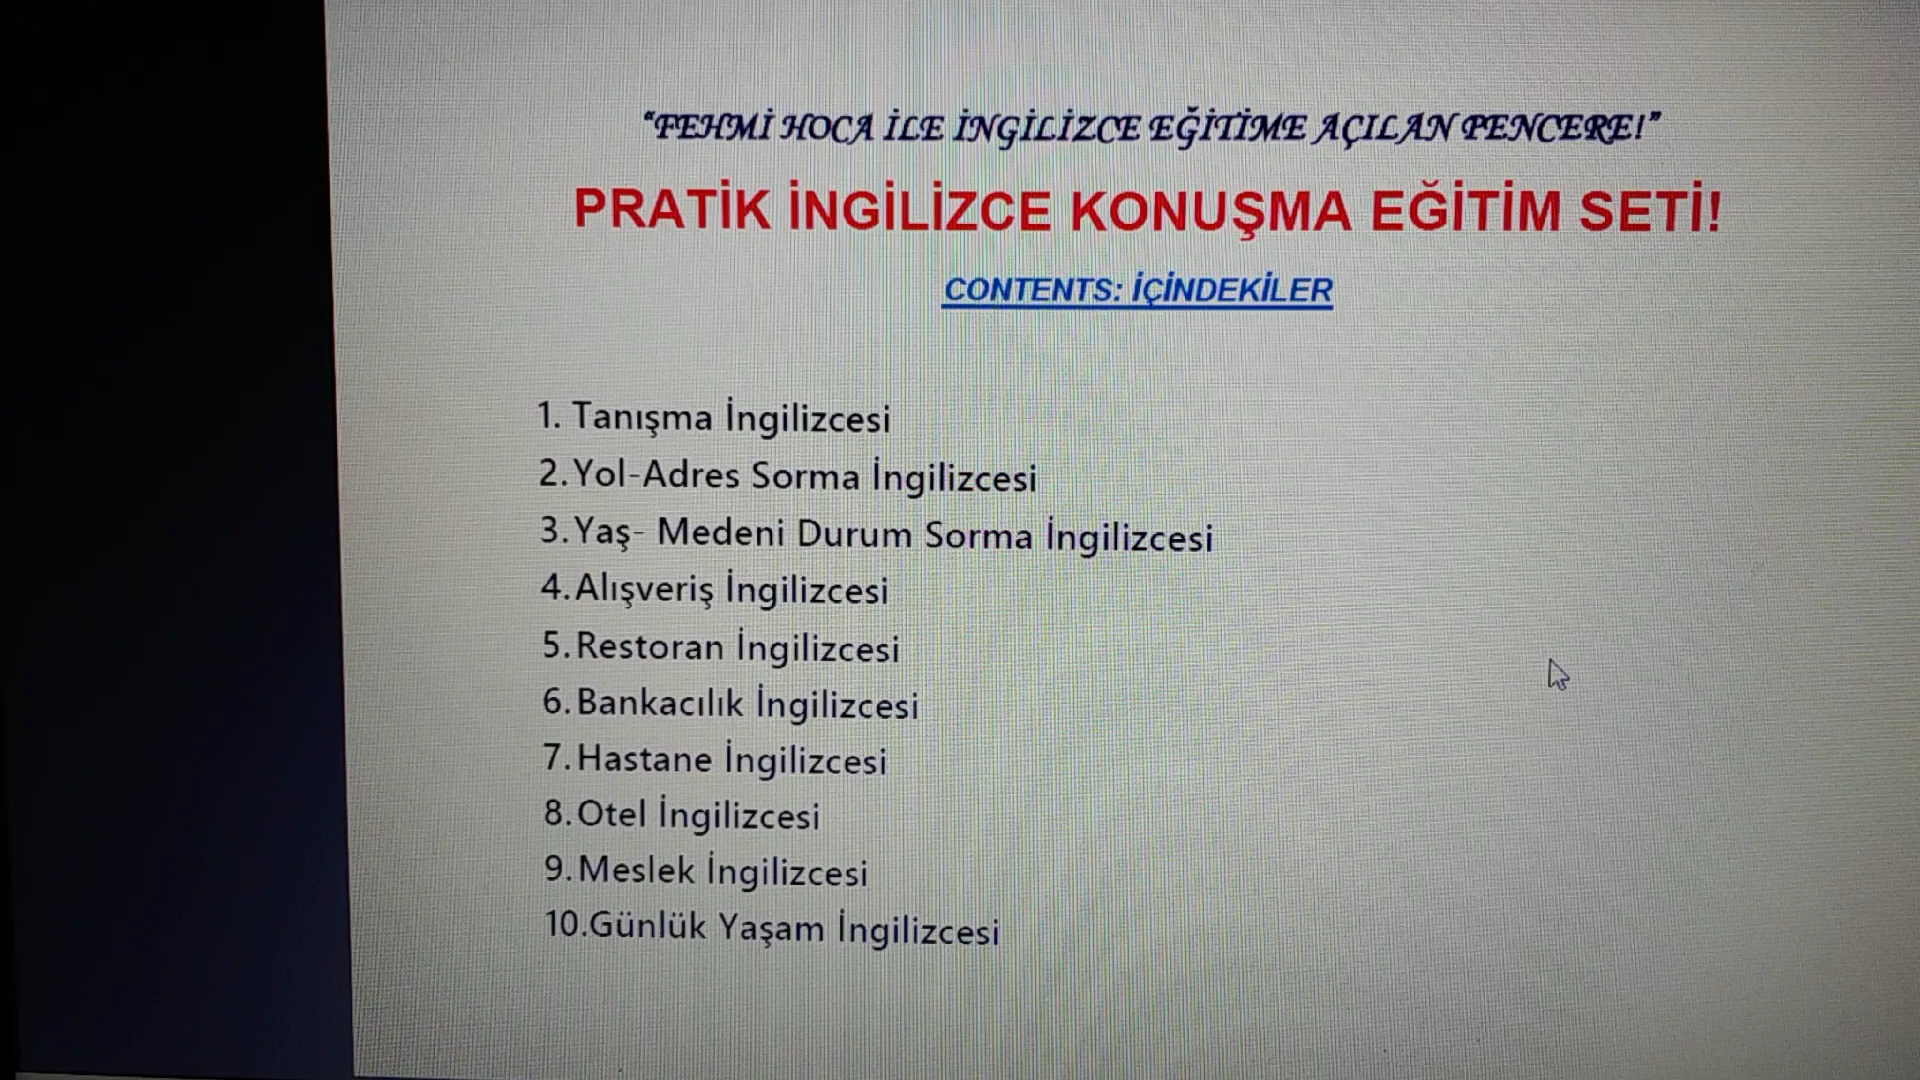 “FEHMİ HOCA İLE İNGİLİZCE EĞİTİME AÇILAN PENCERE!”
PRATİK İNGİLİZCE KONUŞMA EĞİTİM SETİ!
CONTENTS: İÇİNDEKİLER
1. Tanışma İngilizcesi
2.Yol-Adres Sorma İngilizcesi
3.Yaş- Medeni Durum Sorma İngilizcesi
4.Alışveriş İngilizcesi
5.Restoran İngilizcesi
6.Bankacılık İngilizcesi
7.Hastane İngilizcesi
8.Otel İngilizcesi
9.Meslek İngilizcesi
10.Günlük Yaşam İngilizcesi